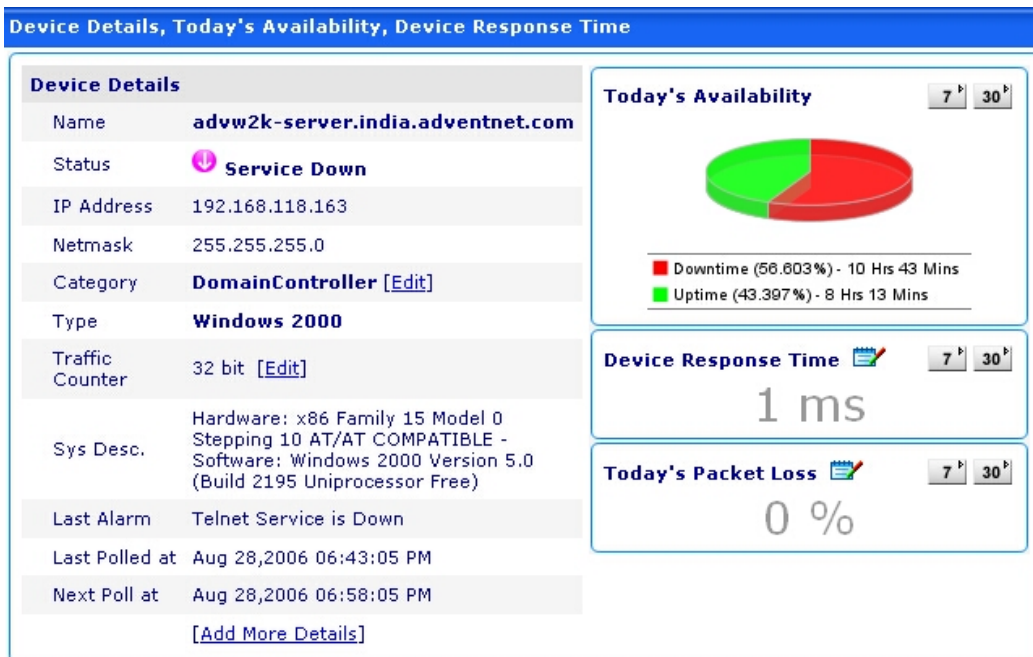 Device Details, Today's Availability, Device Response Time
Device Details
Name advw2k-server.india.adventnet.com
Status Service Down
IP Address 192.168.118.163
Netmask 255.255.255.0
Category DomainController [Edit]
Type Windows 2000
Traffic
Counter
32 bit [Edit]
Sys Desc.
Hardware: x86 Family 15 Model 0
Stepping 10 AT/AT COMPATIBLE -
Software: Windows 2000 Version 5.0
(Build 2195 Uniprocessor Free)
Last Alarm Telnet Service is Down
Last Polled at Aug 28,2006 06:43:05 PM
Next Poll at Aug 28,2006 06:58:05 PM
[Add More Details]
Today's Availability 7 30
Downtime (56.603%) - 10 Hrs 43 Mins
Uptime (43.397%) - 8 Hrs 13 Mins
Device Response Time 7 30
1 ms
Today's Packet Loss 7 30
0 %